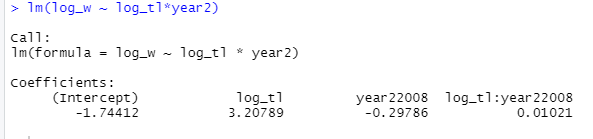 > lm(log_w ~ log_tl*year2)
Call:
lm(formula = log_w ~ log_tl * year2)
Coefficients:
(Intercept) log_tl year22008 log_tl:year22008
-1.74412 3.20789 -0.29786 0.01021